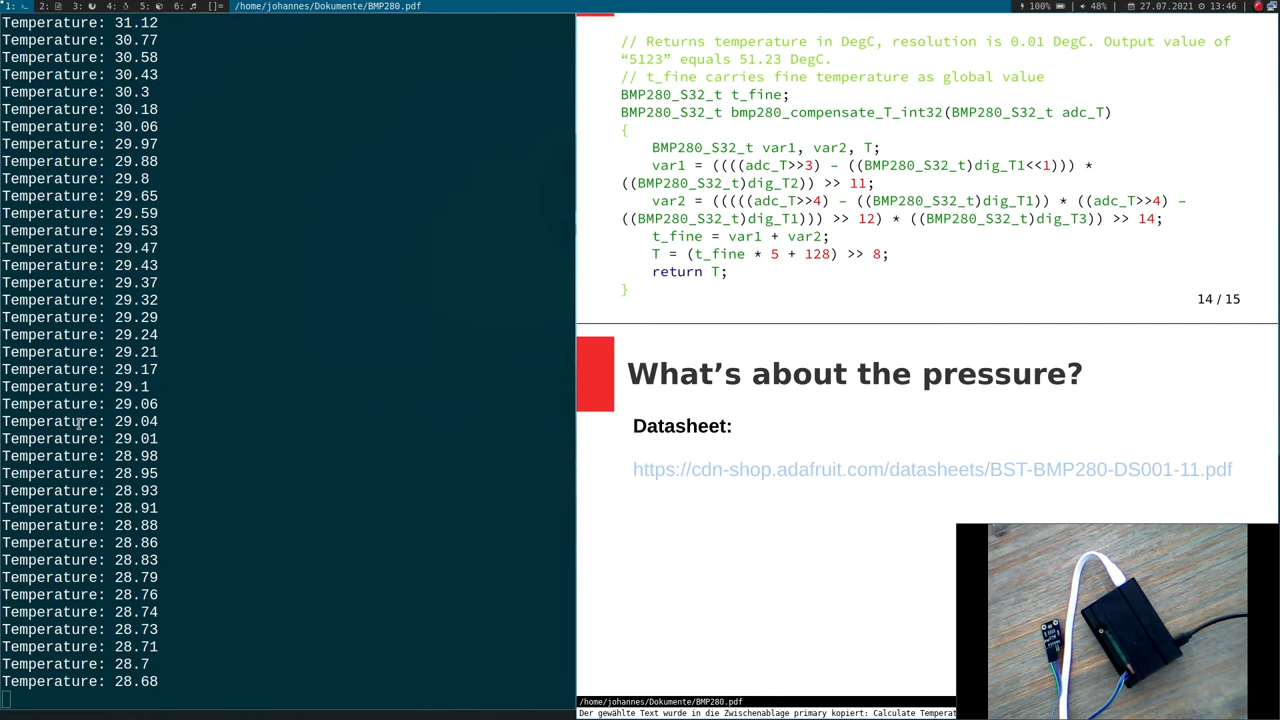 1: 2: 3: 4: 5: 6: []= /home/johannes/Dokumente/BMP280.pdf 100% | 48% | 27.07.2021 13:46
Temperature: 31.12
Temperature: 30.77
Temperature: 30.58
Temperature: 30.43
Temperature: 30.3
Temperature: 30.18
Temperature: 30.06
Temperature: 29.97
Temperature: 29.88
Temperature: 29.8
Temperature: 29.65
Temperature: 29.59
Temperature: 29.53
Temperature: 29.47
Temperature: 29.43
Temperature: 29.37
Temperature: 29.32
Temperature: 29.29
Temperature: 29.24
Temperature: 29.21
Temperature: 29.17
Temperature: 29.1
Temperature: 29.06
Temperature: 29.04
Temperature: 29.01
Temperature: 28.98
Temperature: 28.95
Temperature: 28.93
Temperature: 28.91
Temperature: 28.88
Temperature: 28.86
Temperature: 28.83
Temperature: 28.79
Temperature: 28.76
Temperature: 28.74
Temperature: 28.73
Temperature: 28.71
Temperature: 28.7
Temperature: 28.68
// Returns temperature in DegC, resolution is 0.01 DegC. Output value of
“5123” equals 51.23 DegC.
// t_fine carries fine temperature as global value
BMP280_S32_t t_fine;
BMP280_S32_t bmp280_compensate_T_int32(BMP280_S32_t adc_T)
{
BMP280_S32_t var1, var2, T;
var1 = ((((adc_T>>3) – ((BMP280_S32_t)dig_T1<<1))) *
((BMP280_S32_t)dig_T2)) >> 11;
var2 = (((((adc_T>>4) – ((BMP280_S32_t)dig_T1)) * ((adc_T>>4) –
((BMP280_S32_t)dig_T1))) >> 12) * ((BMP280_S32_t)dig_T3)) >> 14;
t_fine = var1 + var2;
T = (t_fine * 5 + 128) >> 8;
return T;
}
14 / 15
What’s about the pressure?
Datasheet:
https://cdn-shop.adafruit.com/datasheets/BST-BMP280-DS001-11.pdf
/home/johannes/Dokumente/BMP280.pdf
Der gewählte Text wurde in die Zwischenablage primary kopiert: Calculate Temperat